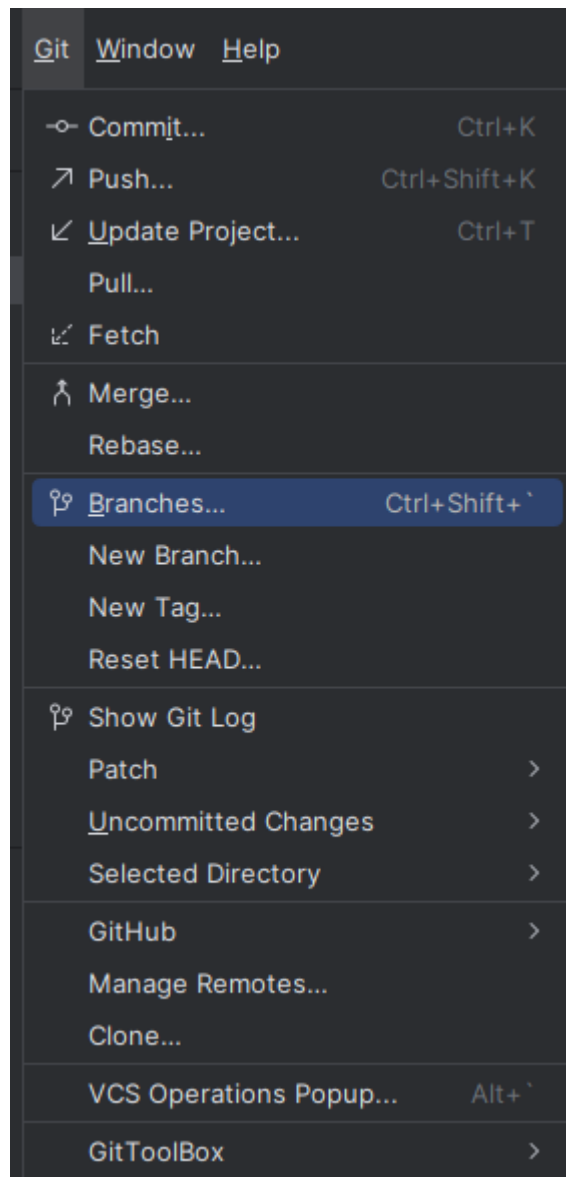 Git Window Help
Commit... Ctrl+K
Push... Ctrl+Shift+K
Update Project... Ctrl+T
Pull...
Fetch
Merge...
Rebase...
Branches... Ctrl+Shift+`
New Branch...
New Tag...
Reset HEAD...
Show Git Log
Patch
Uncommitted Changes
Selected Directory
GitHub
Manage Remotes...
Clone...
VCS Operations Popup... Alt+`
GitToolBox